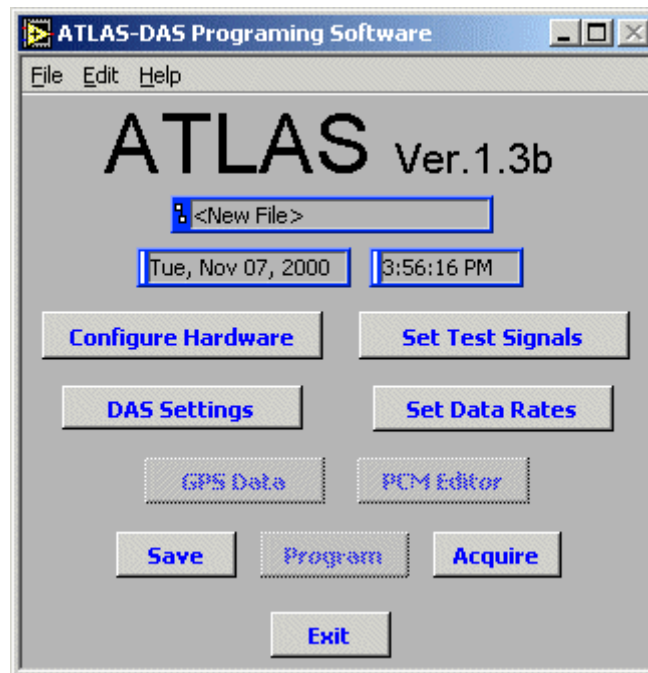 ATLAS-DAS Programing Software
File Edit Help
ATLAS Ver.1.3b
<New File>
Tue, Nov 07, 2000 3:56:16 PM
Configure Hardware Set Test Signals
DAS Settings Set Data Rates
GPS Data PCM Editor
Save Program Acquire
Exit